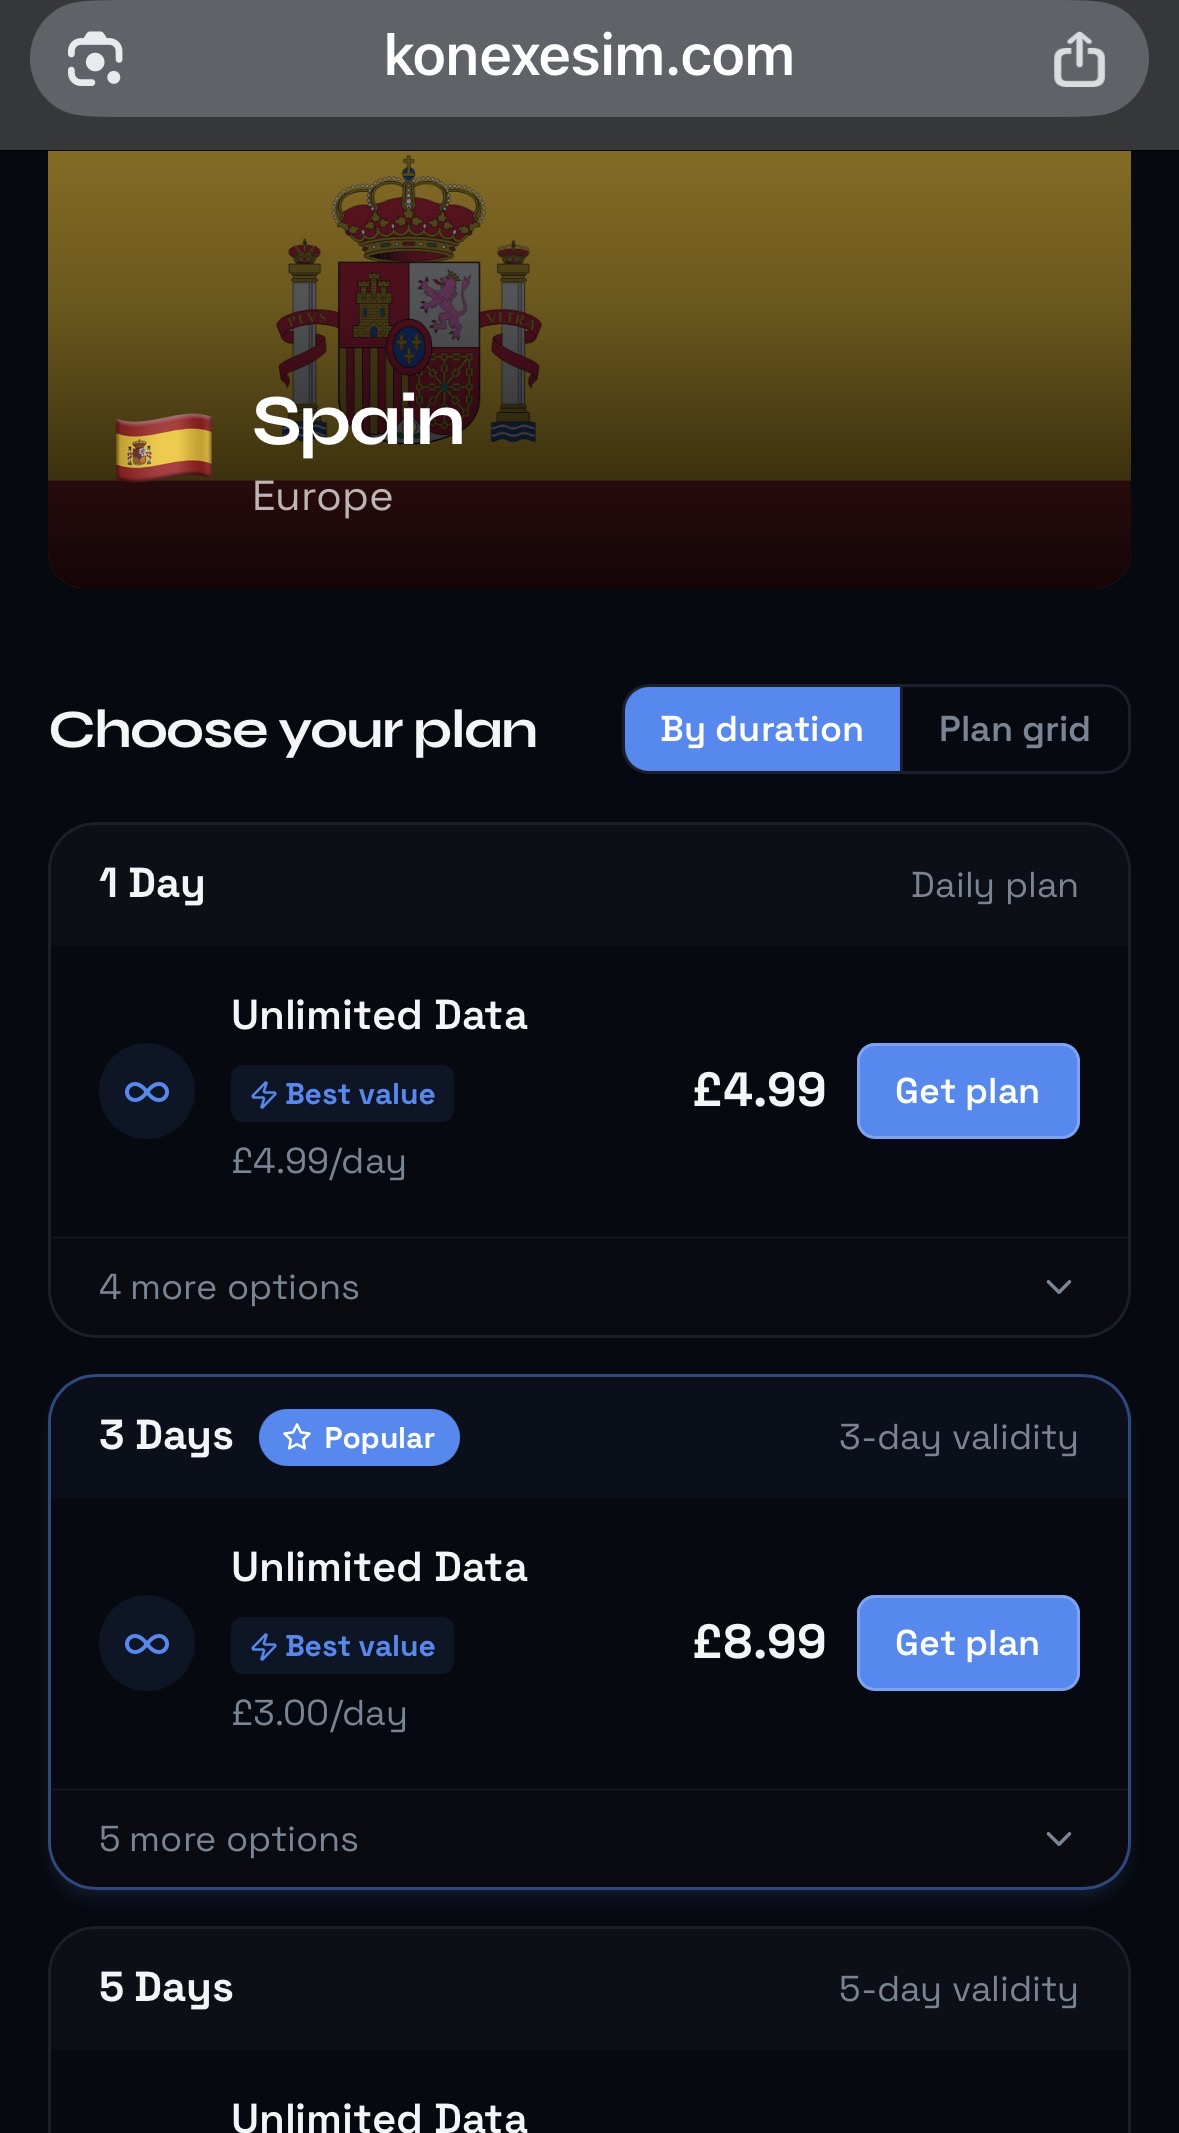 konexesim.com
PLVS
VLTRA
Spain
Europe
Choose your plan
By duration
Plan grid
1 Day
Daily plan
Unlimited Data
Best value
£4.99/day
£4.99
Get plan
4 more options
3 Days
Popular
3-day validity
Unlimited Data
Best value
£3.00/day
£8.99
Get plan
5 more options
5 Days
5-day validity
Unlimited Data